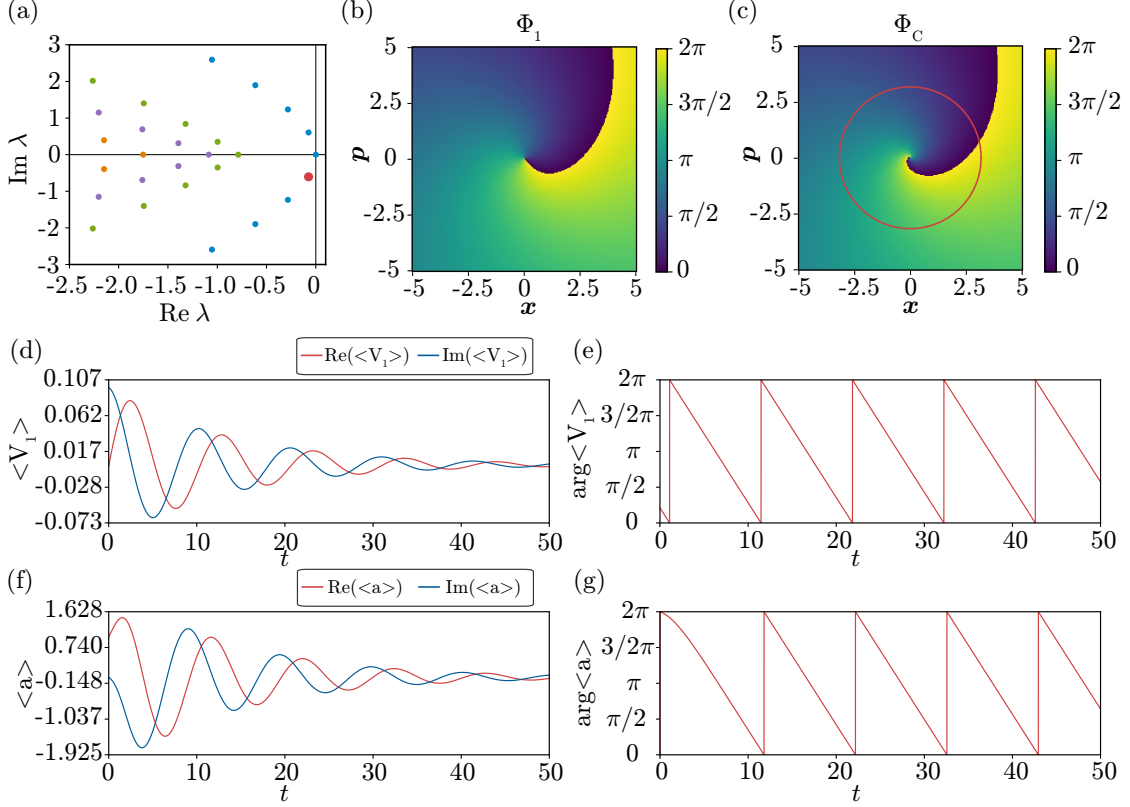 (a)
Im λ
3
2
1
0
-1
-2
-3
-2.5 -2.0 -1.5 -1.0 -0.5 0
Re λ
(b)
Φ₁
p
5
2.5
0
-2.5
-5
-5 -2.5 0 2.5 5
x
2π
3π/2
π
π/2
0
(c)
Φ_C
p
5
2.5
0
-2.5
-5
-5 -2.5 0 2.5 5
x
2π
3π/2
π
π/2
0
(d)
Re(<V₁>) Im(<V₁>)
<V₁>
0.107
0.062
0.017
-0.028
-0.073
0 10 20 30 40 50
t
(e)
arg<V₁>
2π
3/2π
π
π/2
0
0 10 20 30 40 50
t
(f)
Re(<a>) Im(<a>)
<a>
1.628
0.740
-0.148
-1.037
-1.925
0 10 20 30 40 50
t
(g)
arg<a>
2π
3/2π
π
π/2
0
0 10 20 30 40 50
t